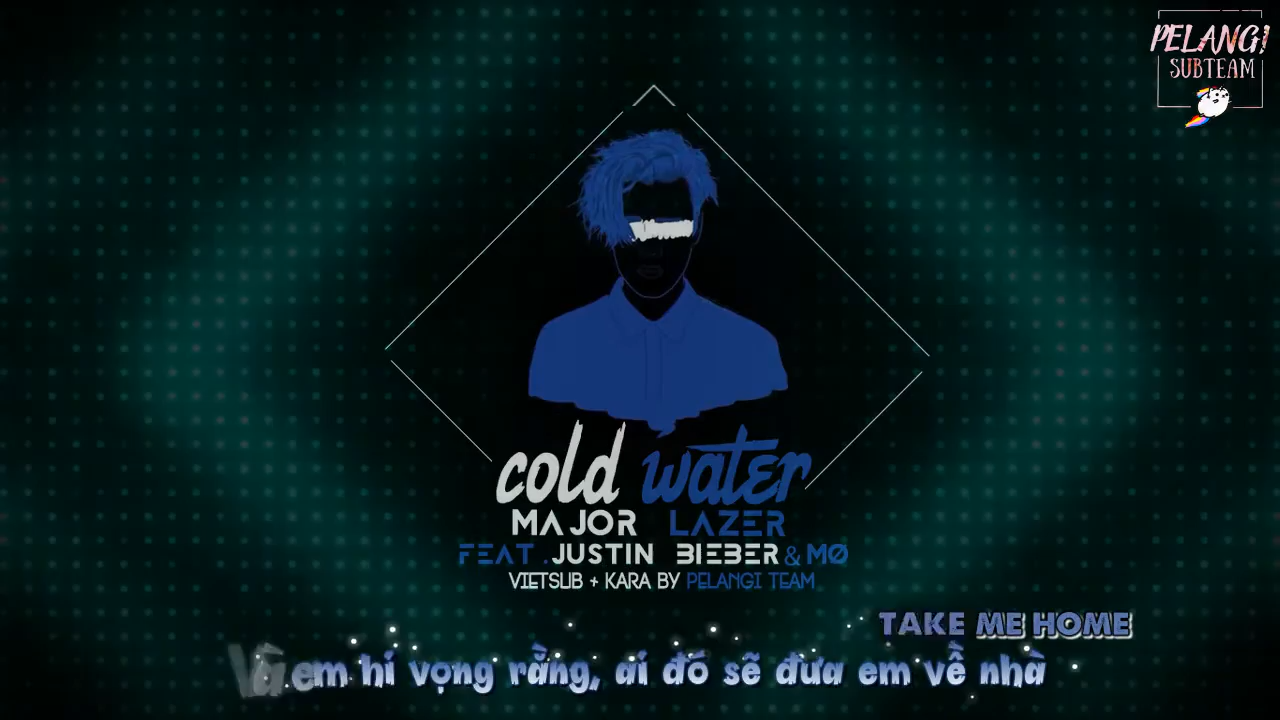 PELANGI
SUBTEAM
cold water
MAJOR LAZER
FEAT. JUSTIN BIEBER & MØ
VIETSUB + KARA BY PELANGI TEAM
TAKE ME HOME
Và em hi vọng rằng, ai đó sẽ đưa em về nhà